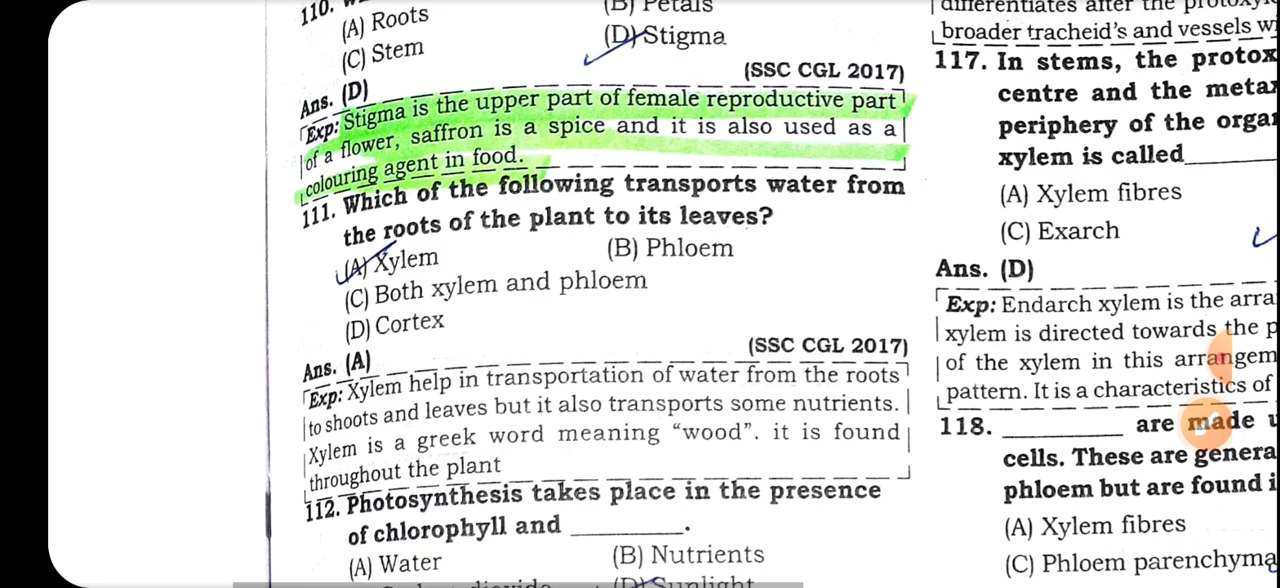 110.
(A) Roots
(B) Petals
(C) Stem
(D) Stigma
(SSC CGL 2017)
Ans. (D)
Exp: Stigma is the upper part of female reproductive part
of a flower, saffron is a spice and it is also used as a
colouring agent in food.
111. Which of the following transports water from
the roots of the plant to its leaves?
(A) Xylem
(B) Phloem
(C) Both xylem and phloem
(D) Cortex
(SSC CGL 2017)
Ans. (A)
Exp: Xylem help in transportation of water from the roots
to shoots and leaves but it also transports some nutrients.
Xylem is a greek word meaning “wood”. it is found
throughout the plant
112. Photosynthesis takes place in the presence
of chlorophyll and ________.
(A) Water
(B) Nutrients
(D) Sunlight
differentiates after the
broader tracheid's and vessels
117. In stems, the
centre and the
periphery of the
xylem is called______
(A) Xylem fibres
(C) Exarch
Ans. (D)
Exp: Endarch xylem is the
xylem is directed towards the
of the xylem in this
pattern. It is a characteristics of
118. ________ are made
cells. These are
phloem but are found
(A) Xylem fibres
(C) Phloem parenchyma